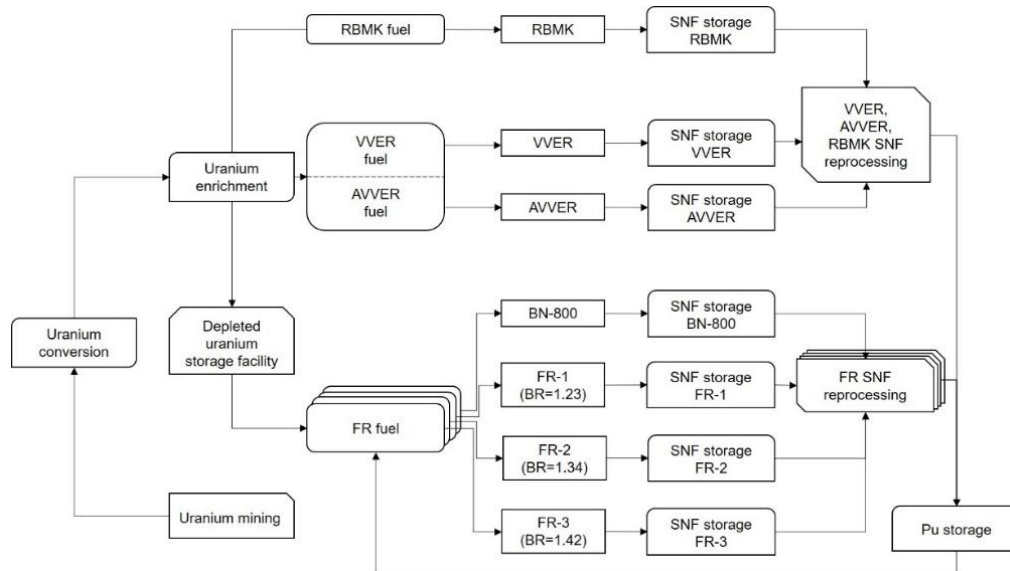 RBMK fuel
RBMK
SNF storage
RBMK
VVER,
AVVER,
RBMK SNF
reprocessing
Uranium
enrichment
VVER
fuel
AVVER
fuel
VVER
SNF storage
VVER
AVVER
SNF storage
AVVER
Uranium
conversion
Depleted
uranium
storage facility
BN-800
SNF storage
BN-800
FR fuel
FR-1
(BR=1.23)
SNF storage
FR-1
FR SNF
reprocessing
FR-2
(BR=1.34)
SNF storage
FR-2
Uranium mining
FR-3
(BR=1.42)
SNF storage
FR-3
Pu storage